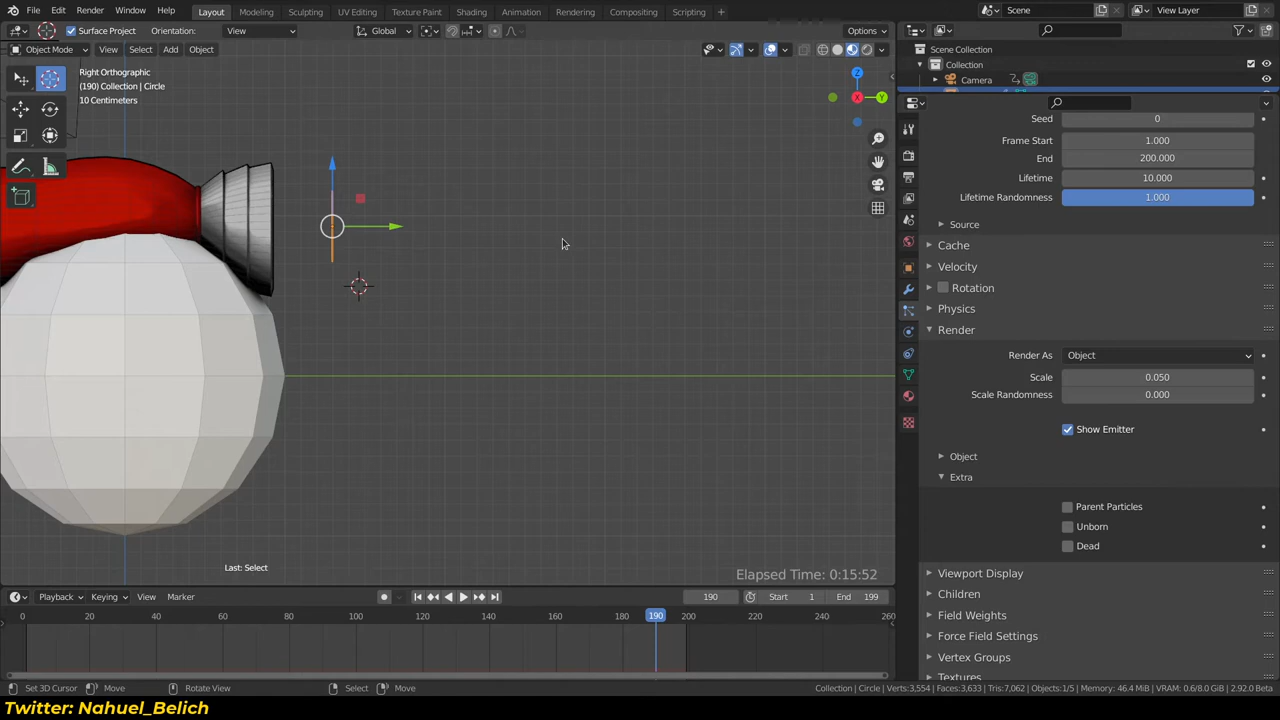 File Edit Render Window Help Layout Modeling Sculpting UV Editing Texture Paint Shading Animation Rendering Compositing Scripting + Scene View Layer
Surface Project Orientation: View Global Options
Object Mode View Select Add Object
Right Orthographic
(190) Collection | Circle
10 Centimeters
Z
X
Y
Scene Collection
Collection
Camera
Seed 0
Frame Start 1.000
End 200.000
Lifetime 10.000
Lifetime Randomness 1.000
Source
Cache
Velocity
Rotation
Physics
Render
Render As Object
Scale 0.050
Scale Randomness 0.000
Show Emitter
Object
Extra
Parent Particles
Unborn
Dead
Viewport Display
Children
Field Weights
Force Field Settings
Vertex Groups
Textures
Last: Select
Elapsed Time: 0:15:52
Playback Keying View Marker 190 Start 1 End 199
0 20 40 60 80 100 120 140 160 180 190 200 220 240 260
Set 3D Cursor Move Rotate View Select Move Collection | Circle | Verts:3,554 | Faces:3,633 | Tris:7,062 | Objects:1/5 | Memory: 46.4 MiB | VRAM: 0.6/8.0 GiB | 2.92.0 Beta
Twitter: Nahuel_Belich